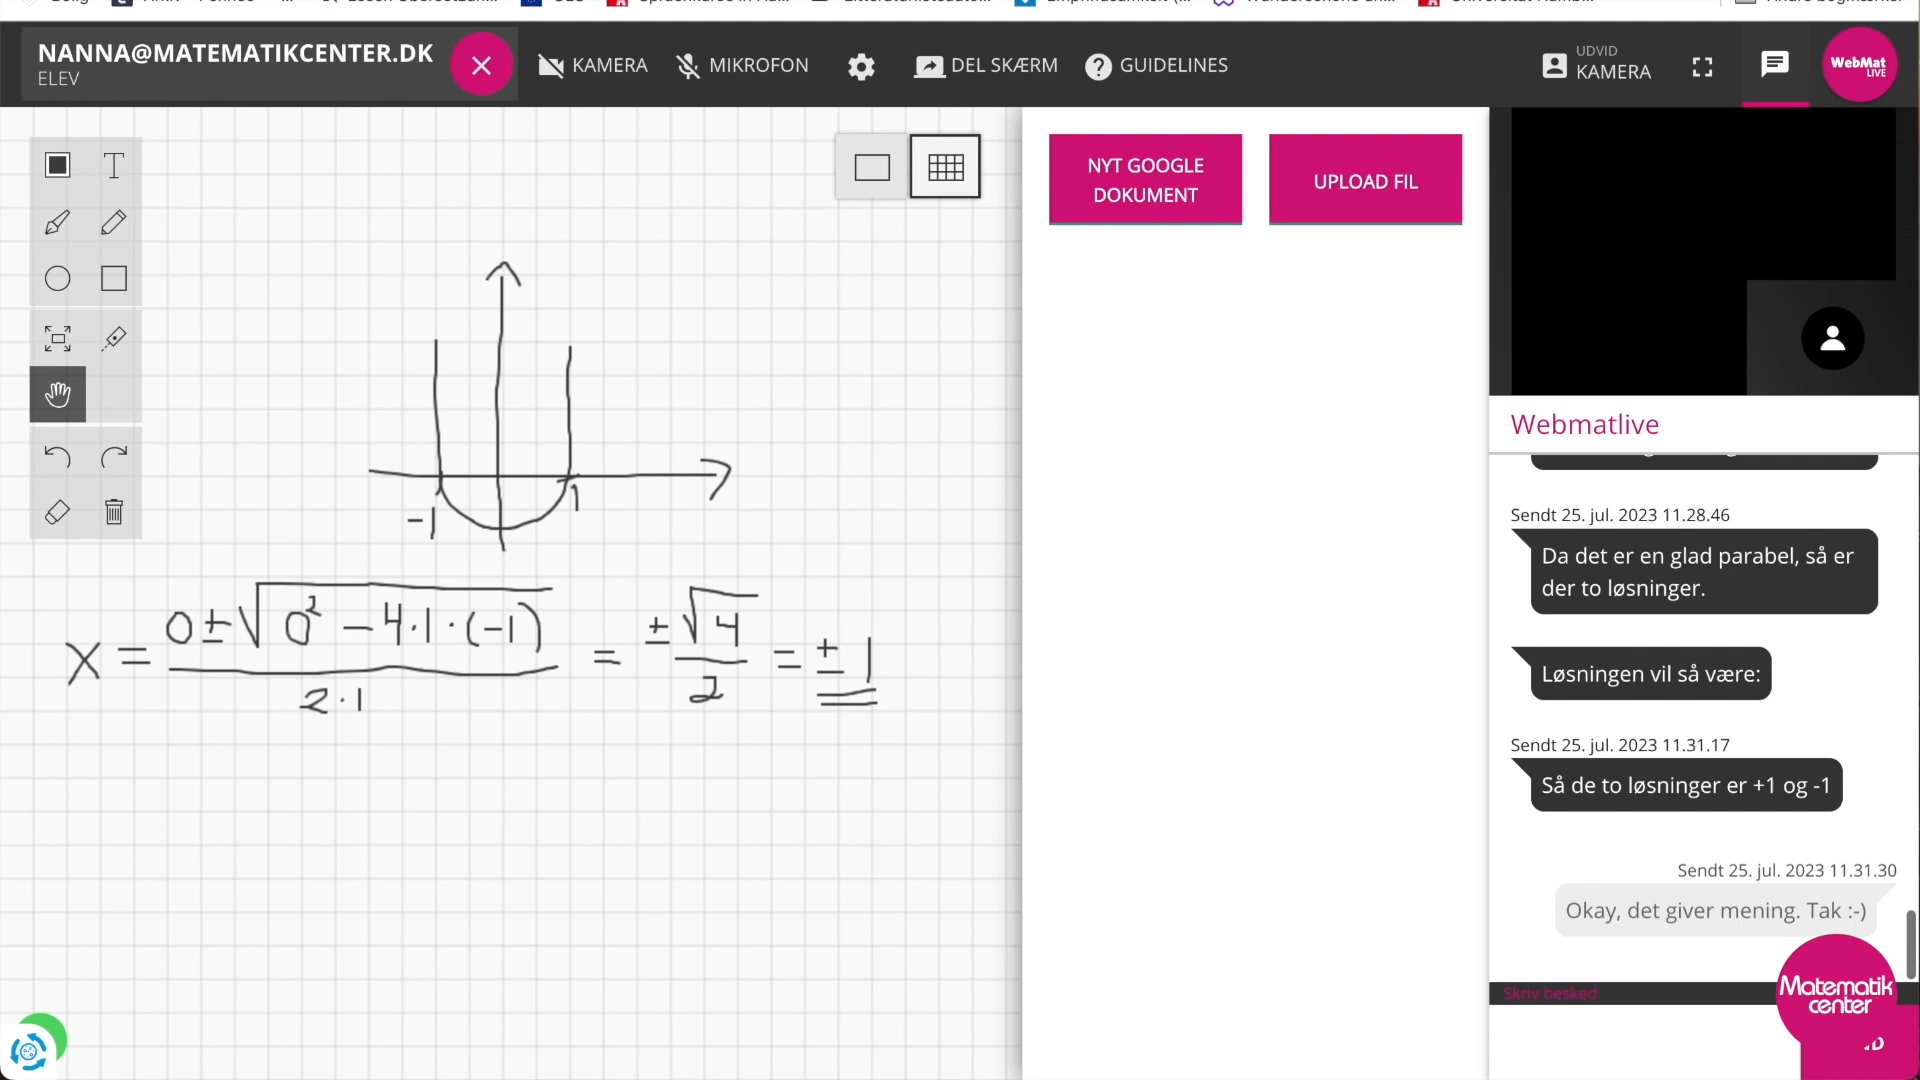 NANNA@MATEMATIKCENTER.DK
ELEV
KAMERA
MIKROFON
DEL SKÆRM
GUIDELINES
UDVID
KAMERA
WebMat
LIVE
T
NYT GOOGLE
DOKUMENT
UPLOAD FIL
-1
1
x = (0 ± √(0² - 4·1·(-1))) / (2·1) = ±√4 / 2 = ±1
Webmatlive
Sendt 25. jul. 2023 11.28.46
Da det er en glad parabel, så er
der to løsninger.
Løsningen vil så være:
Sendt 25. jul. 2023 11.31.17
Så de to løsninger er +1 og -1
Sendt 25. jul. 2023 11.31.30
Okay, det giver mening. Tak :-)
Skriv besked
Matematik
center